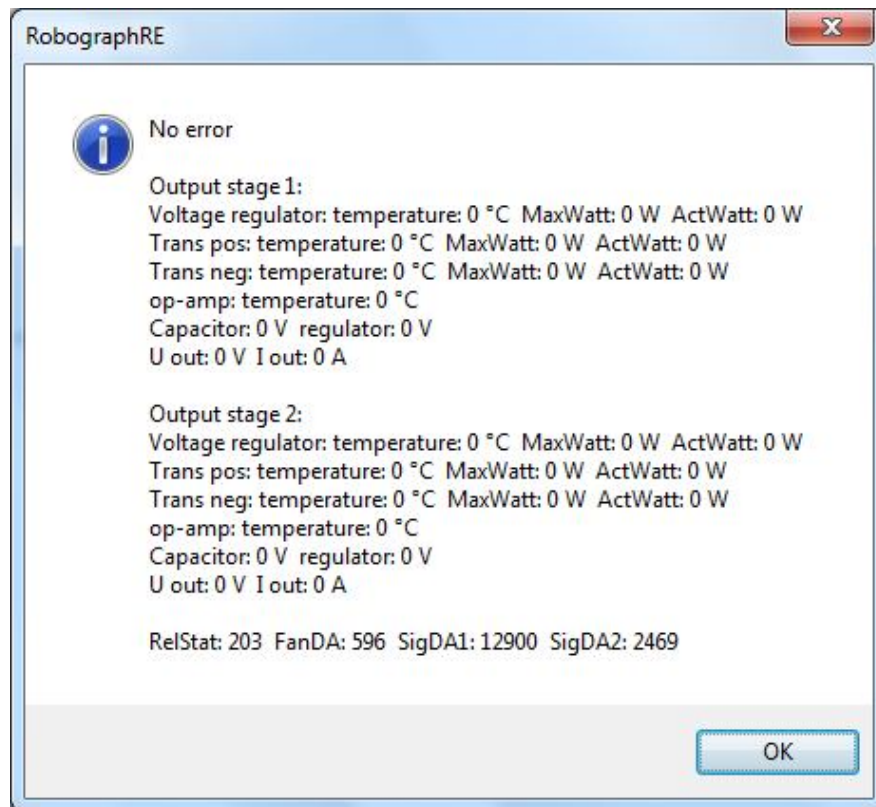 RobographRE
No error
Output stage 1:
Voltage regulator: temperature: 0 °C MaxWatt: 0 W ActWatt: 0 W
Trans pos: temperature: 0 °C MaxWatt: 0 W ActWatt: 0 W
Trans neg: temperature: 0 °C MaxWatt: 0 W ActWatt: 0 W
op-amp: temperature: 0 °C
Capacitor: 0 V regulator: 0 V
U out: 0 V I out: 0 A
Output stage 2:
Voltage regulator: temperature: 0 °C MaxWatt: 0 W ActWatt: 0 W
Trans pos: temperature: 0 °C MaxWatt: 0 W ActWatt: 0 W
Trans neg: temperature: 0 °C MaxWatt: 0 W ActWatt: 0 W
op-amp: temperature: 0 °C
Capacitor: 0 V regulator: 0 V
U out: 0 V I out: 0 A
RelStat: 203 FanDA: 596 SigDA1: 12900 SigDA2: 2469
OK